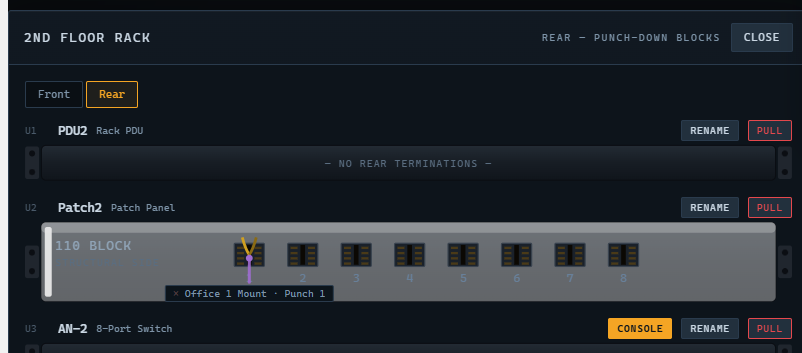 2ND FLOOR RACK
REAR — PUNCH-DOWN BLOCKS
CLOSE
Front
Rear
U1 PDU2 Rack PDU
RENAME
PULL
— NO REAR TERMINATIONS —
U2 Patch2 Patch Panel
RENAME
PULL
110 BLOCK
2 3 4 5 6 7 8
× Office 1 Mount · Punch 1
U3 AN-2 8-Port Switch
CONSOLE
RENAME
PULL